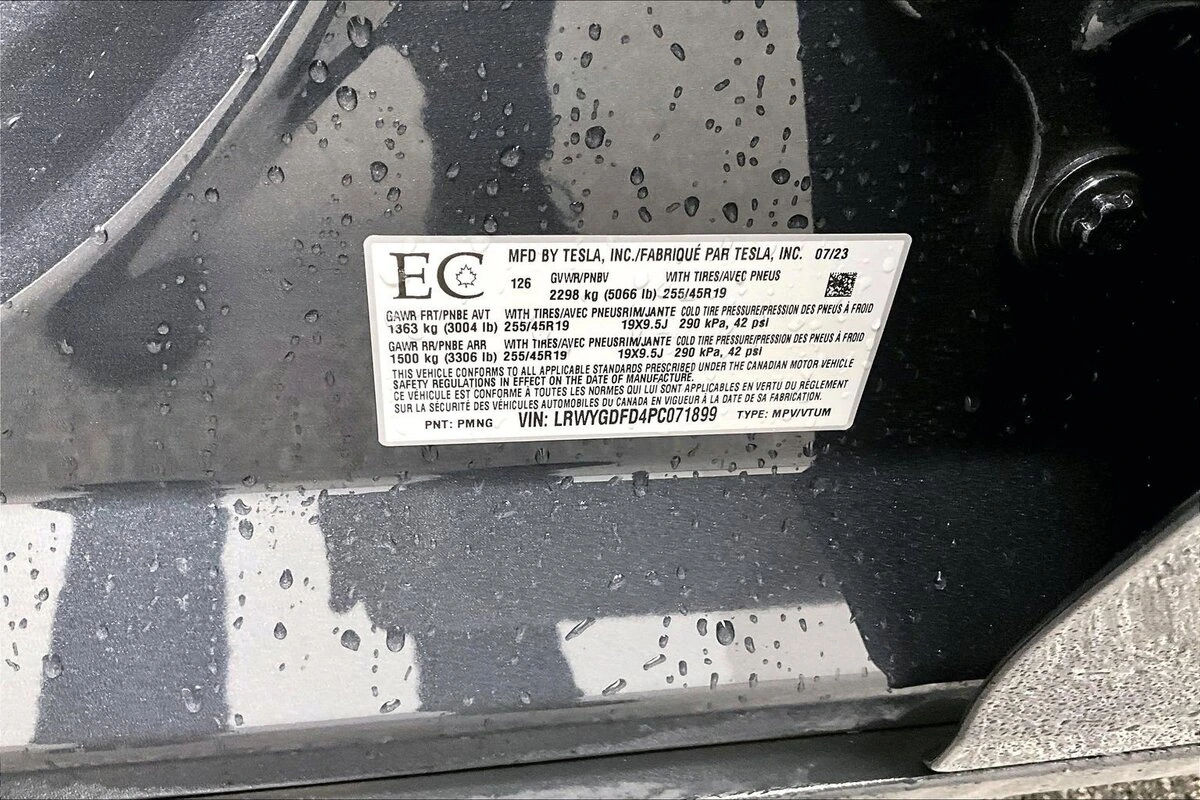 EC
MFD BY TESLA, INC./FABRIQUÉ PAR TESLA, INC. 07/23
126 GVWR/PNBV WITH TIRES/AVEC PNEUS
2298 kg (5066 lb) 255/45R19
GAWR FRT/PNBE AVT WITH TIRES/AVEC PNEUS RIM/JANTE COLD TIRE PRESSURE/PRESSION DES PNEUS À FROID
1363 kg (3004 lb) 255/45R19 19X9.5J 290 kPa, 42 psi
GAWR RR/PNBE ARR WITH TIRES/AVEC PNEUS RIM/JANTE COLD TIRE PRESSURE/PRESSION DES PNEUS À FROID
1500 kg (3306 lb) 255/45R19 19X9.5J 290 kPa, 42 psi
THIS VEHICLE CONFORMS TO ALL APPLICABLE STANDARDS PRESCRIBED UNDER THE CANADIAN MOTOR VEHICLE
SAFETY REGULATIONS IN EFFECT ON THE DATE OF MANUFACTURE.
CE VÉHICULE EST CONFORME À TOUTES LES NORMES QUI LUI SONT APPLICABLES EN VERTU DU RÈGLEMENT
SUR LA SÉCURITÉ DES VÉHICULES AUTOMOBILES DU CANADA EN VIGUEUR À LA DATE DE SA FABRICATION.
PNT: PMNG VIN: LRWYGDFD4PC071899 TYPE: MPV/VTUM